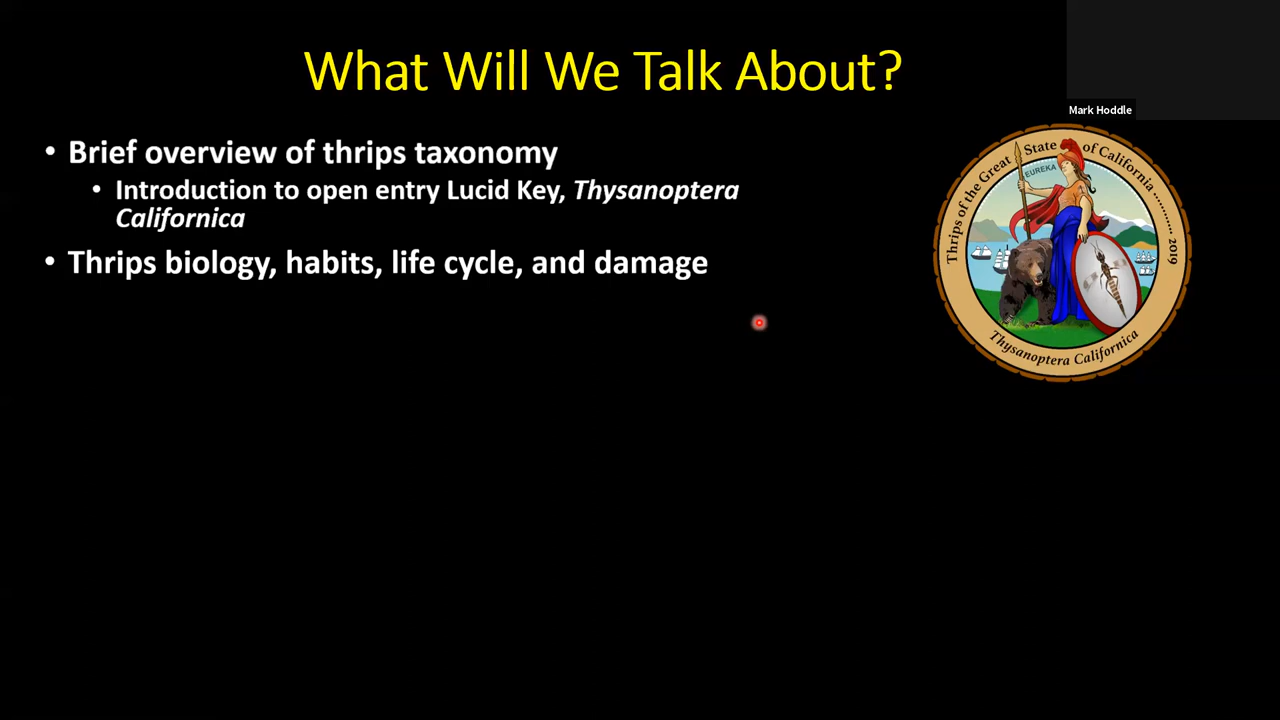 What Will We Talk About?
Mark Hoddle
• Brief overview of thrips taxonomy
• Introduction to open entry Lucid Key, Thysanoptera
Californica
• Thrips biology, habits, life cycle, and damage
Thrips of the Great State of California .......... 2019
EUREKA
Thysanoptera Californica